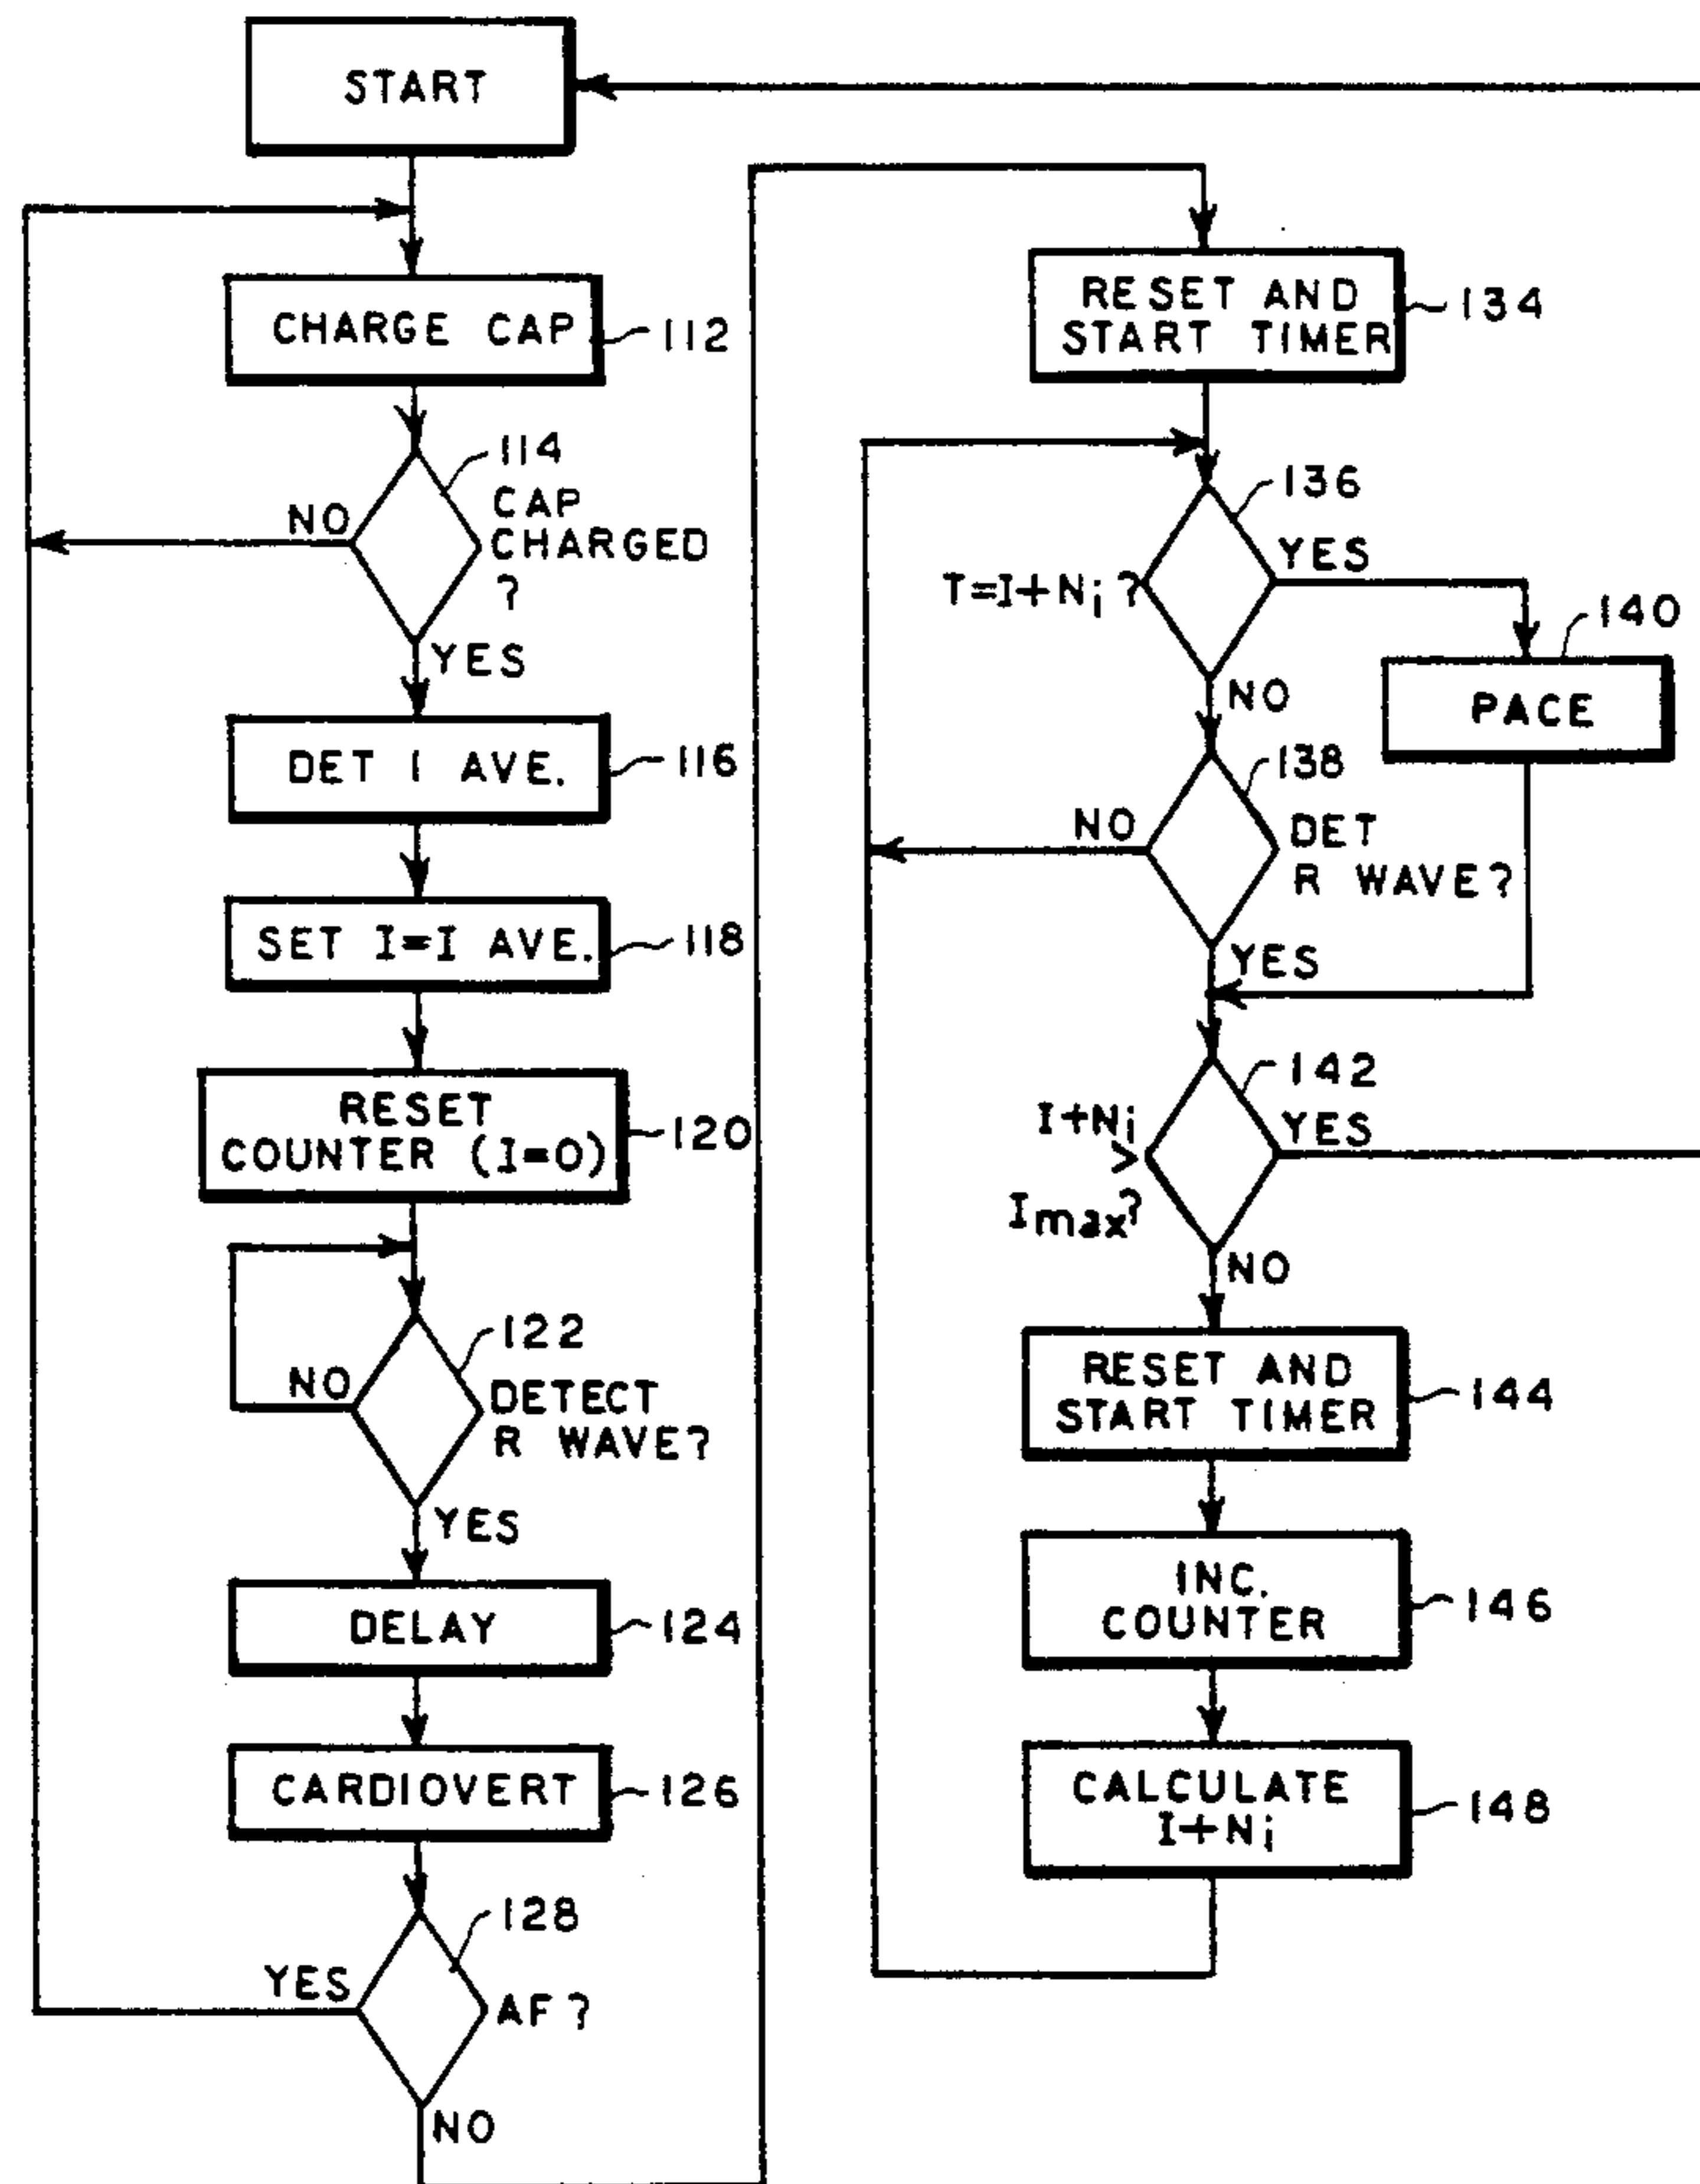 START
CHARGE CAP
112
114
CAP
CHARGED
?
NO
YES
DET I AVE.
116
SET I=I AVE.
118
RESET
COUNTER (I=0)
120
122
NO
DETECT
R WAVE?
YES
DELAY
124
CARDIOVERT
126
128
YES
AF?
NO
RESET AND
START TIMER
134
136
YES
T=I+Ni?
140
NO
PACE
138
NO
DET
R WAVE?
YES
142
I+Ni
>
Imax?
YES
NO
RESET AND
START TIMER
144
INC.
COUNTER
146
CALCULATE
I+Ni
148